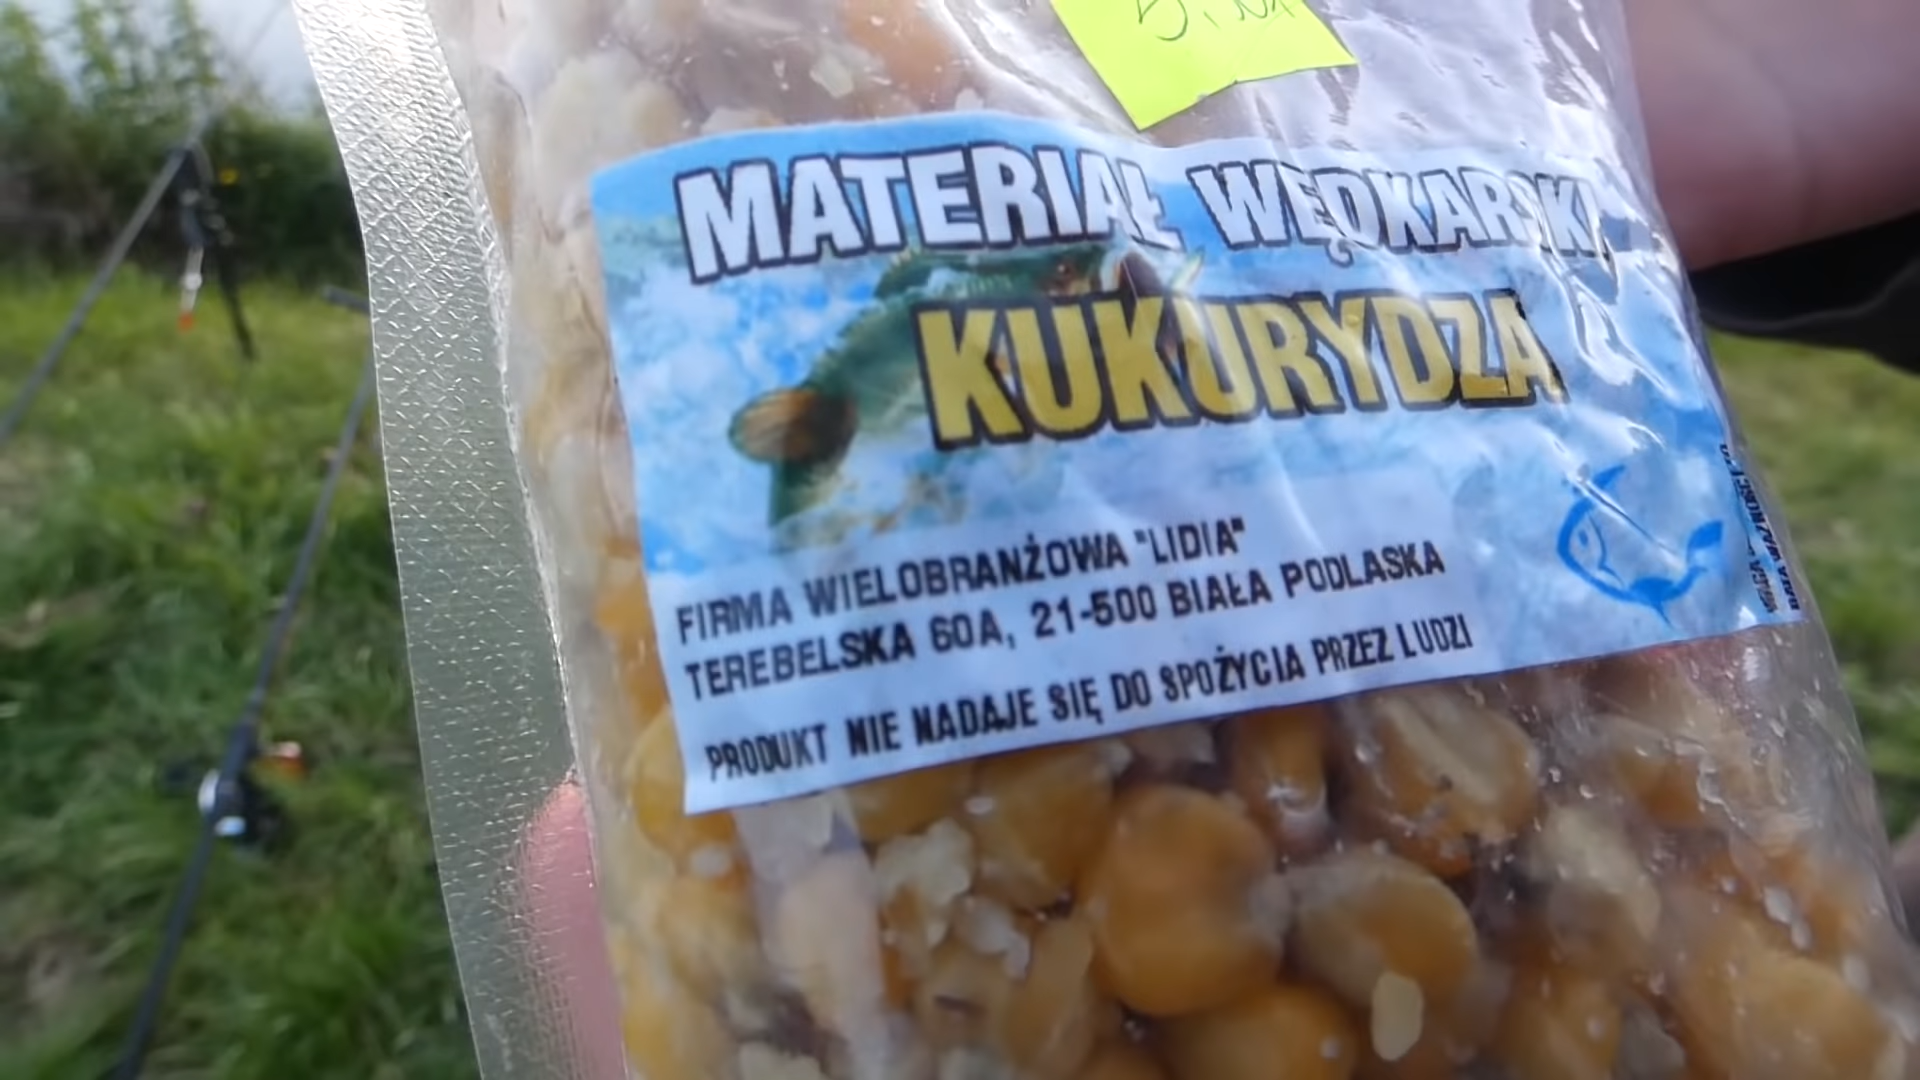 MATERIAŁ WĘDKARSKI
KUKURYDZA
FIRMA WIELOBRANŻOWA "LIDIA"
TEREBELSKA 60A, 21-500 BIAŁA PODLASKA
PRODUKT NIE NADAJE SIĘ DO SPOŻYCIA PRZEZ LUDZI